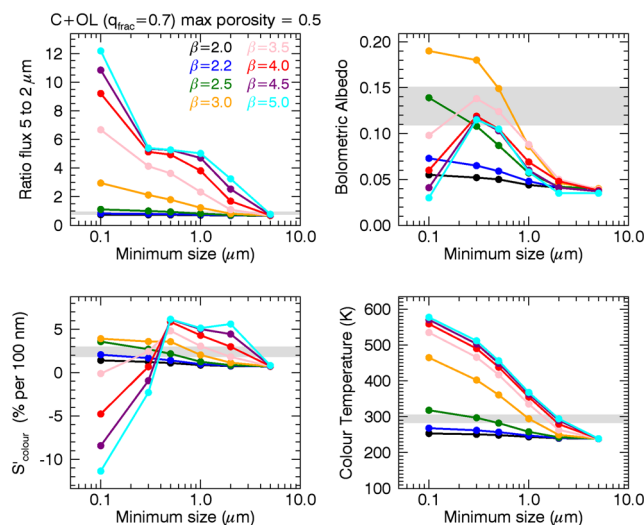 C+OL (q_frac=0.7) max porosity = 0.5
Ratio flux 5 to 2 μm
12
10
8
6
4
2
0
β=2.0
β=2.2
β=2.5
β=3.0
β=3.5
β=4.0
β=4.5
β=5.0
0.1
1.0
10.0
Minimum size (μm)
Bolometric Albedo
0.20
0.15
0.10
0.05
0.00
0.1
1.0
10.0
Minimum size (μm)
S'colour (% per 100 nm)
5
0
-5
-10
0.1
1.0
10.0
Minimum size (μm)
Colour Temperature (K)
600
500
400
300
200
100
0.1
1.0
10.0
Minimum size (μm)